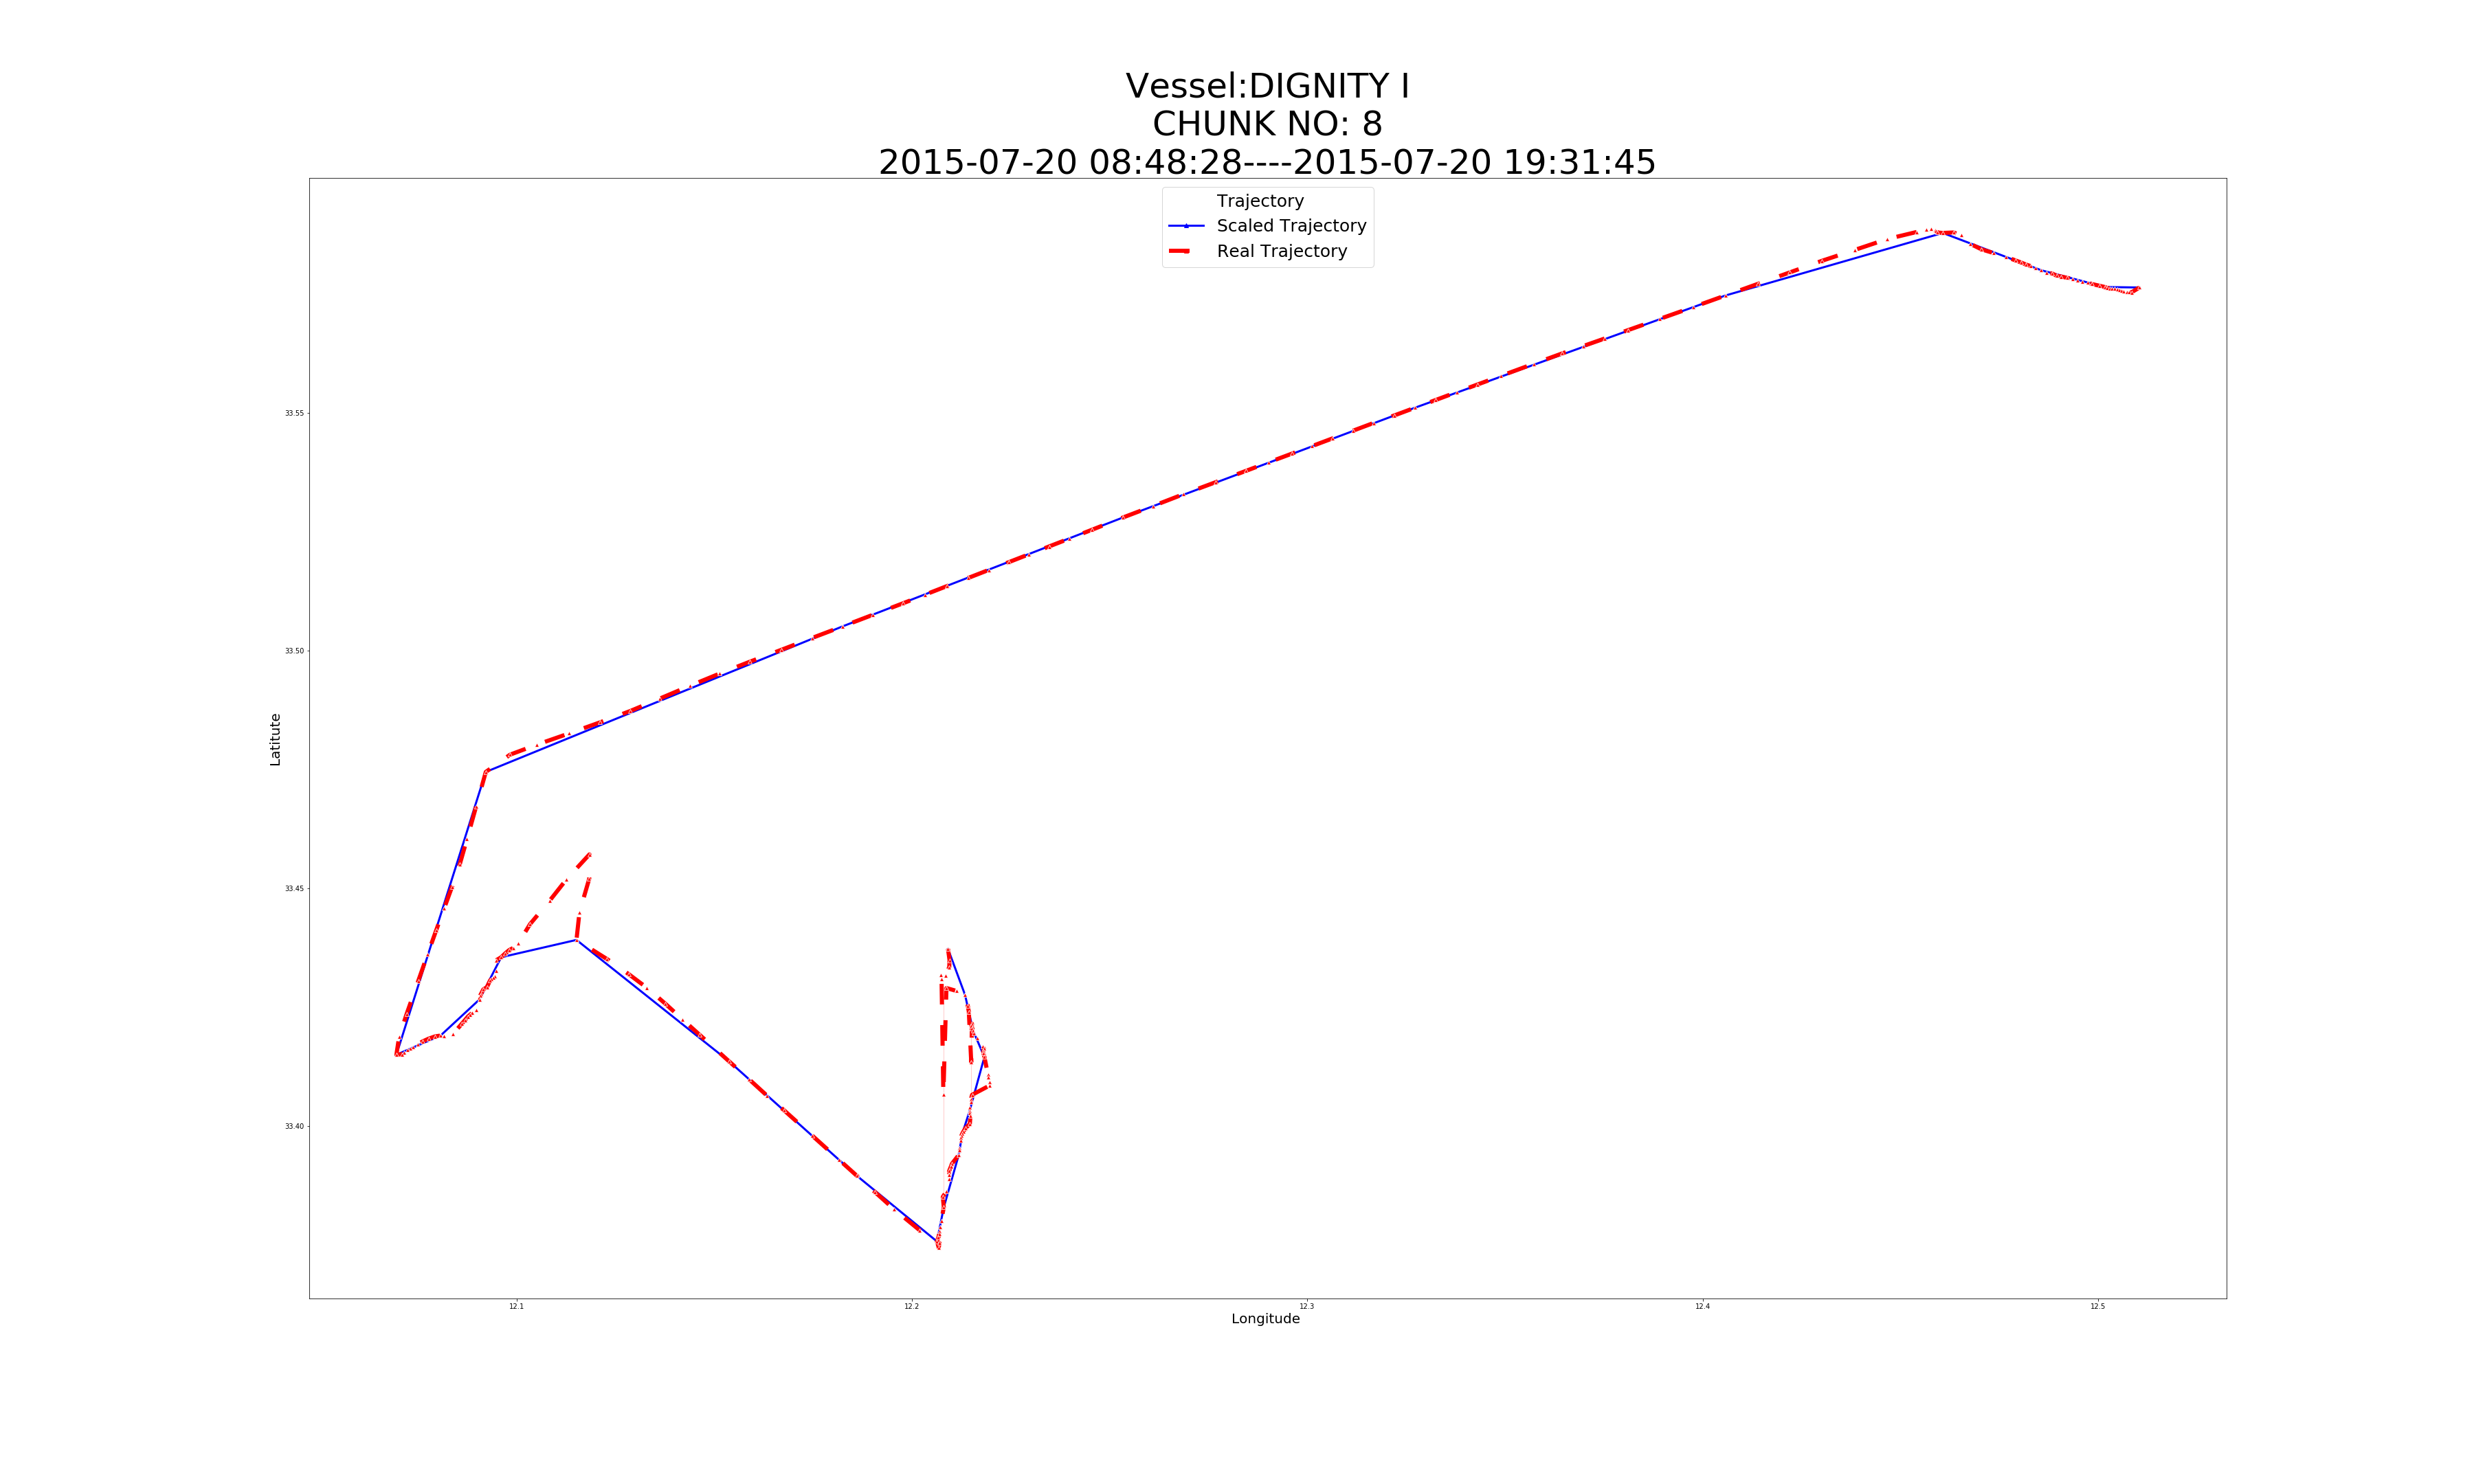 Vessel:DIGNITY I
CHUNK NO: 8
2015-07-20 08:48:28----2015-07-20 19:31:45
Trajectory
Scaled Trajectory
Real Trajectory
33.55
33.50
33.45
33.40
Latitute
12.1 12.2 12.3 12.4 12.5
Longitude